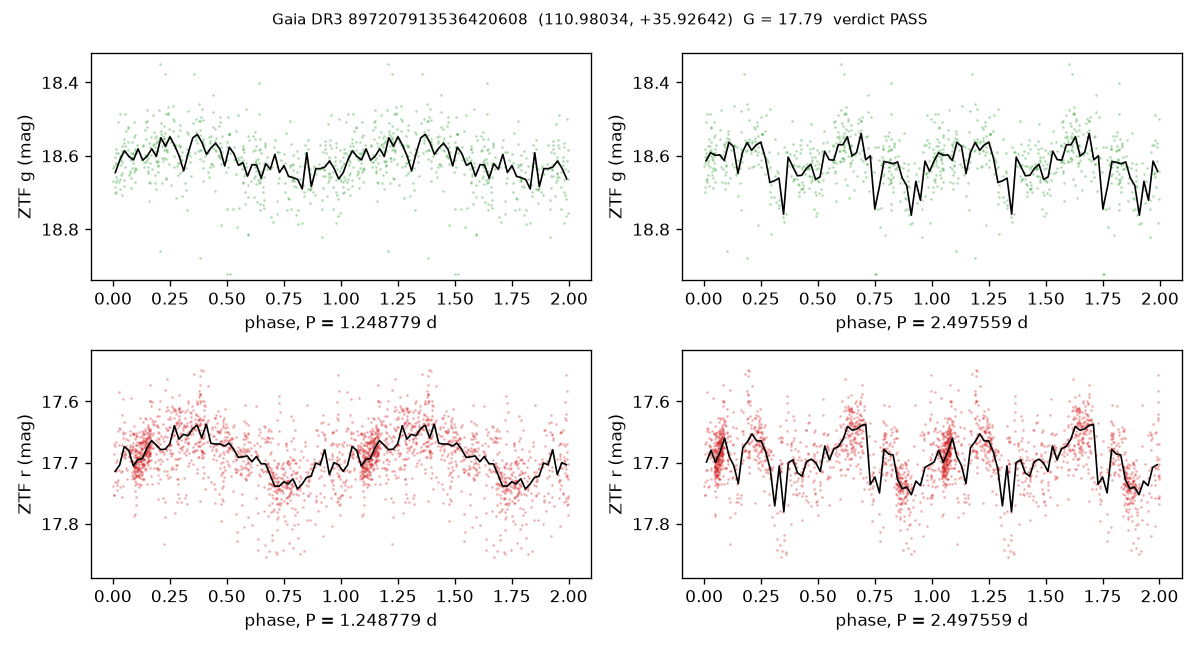 Gaia DR3 897207913536420608 (110.98034, +35.92642) G = 17.79 verdict PASS
ZTF g (mag)
18.4
18.6
18.8
0.00 0.25 0.50 0.75 1.00 1.25 1.50 1.75 2.00
phase, P = 1.248779 d
ZTF g (mag)
0.00 0.25 0.50 0.75 1.00 1.25 1.50 1.75 2.00
phase, P = 2.497559 d
ZTF r (mag)
17.6
17.7
17.8
0.00 0.25 0.50 0.75 1.00 1.25 1.50 1.75 2.00
phase, P = 1.248779 d
ZTF r (mag)
17.6
17.7
17.8
0.00 0.25 0.50 0.75 1.00 1.25 1.50 1.75 2.00
phase, P = 2.497559 d